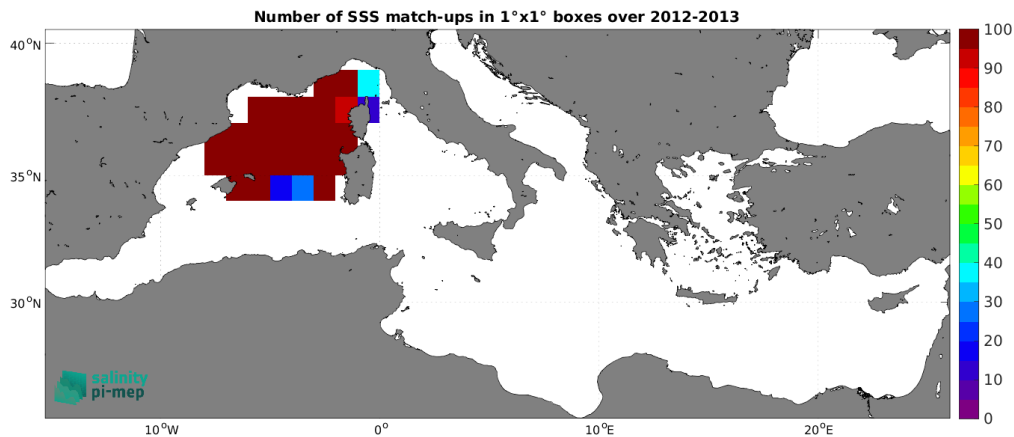 Number of SSS match-ups in 1°x1° boxes over 2012-2013
40°N
35°N
30°N
10°W
0°
10°E
20°E
100
90
80
70
60
50
40
30
20
10
0
salinity
pi-mep